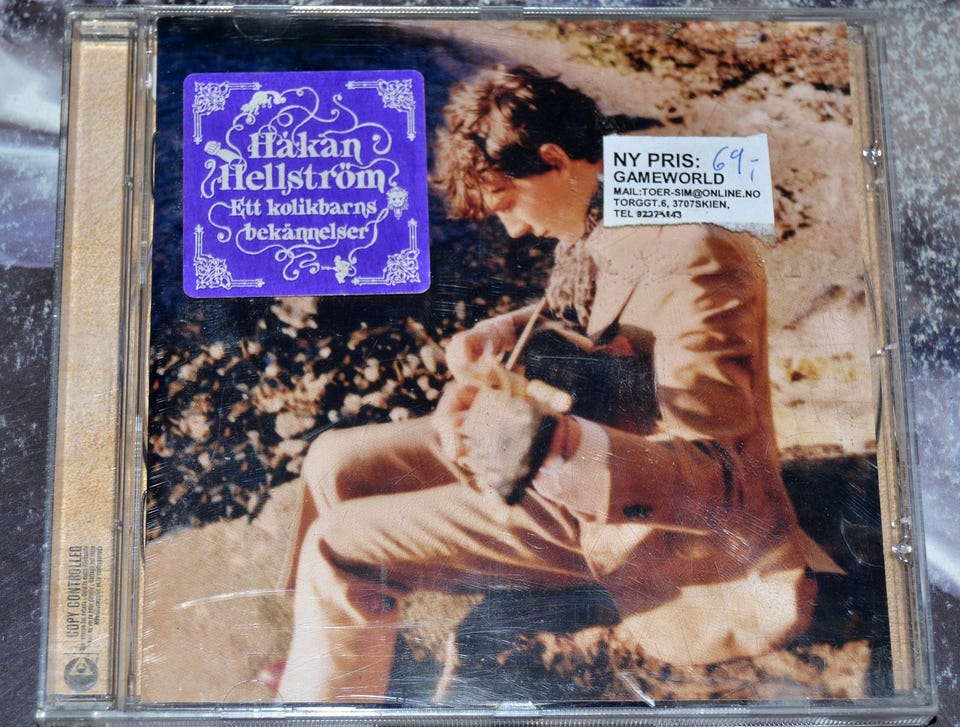 Håkan
Hellström
Ett kolikbarns
bekännelser
NY PRIS: 69,-
GAMEWORLD
MAIL:TOER-SIM@ONLINE.NO
TORGGT.6, 3707SKIEN,
TEL
COPY CONTROLLED